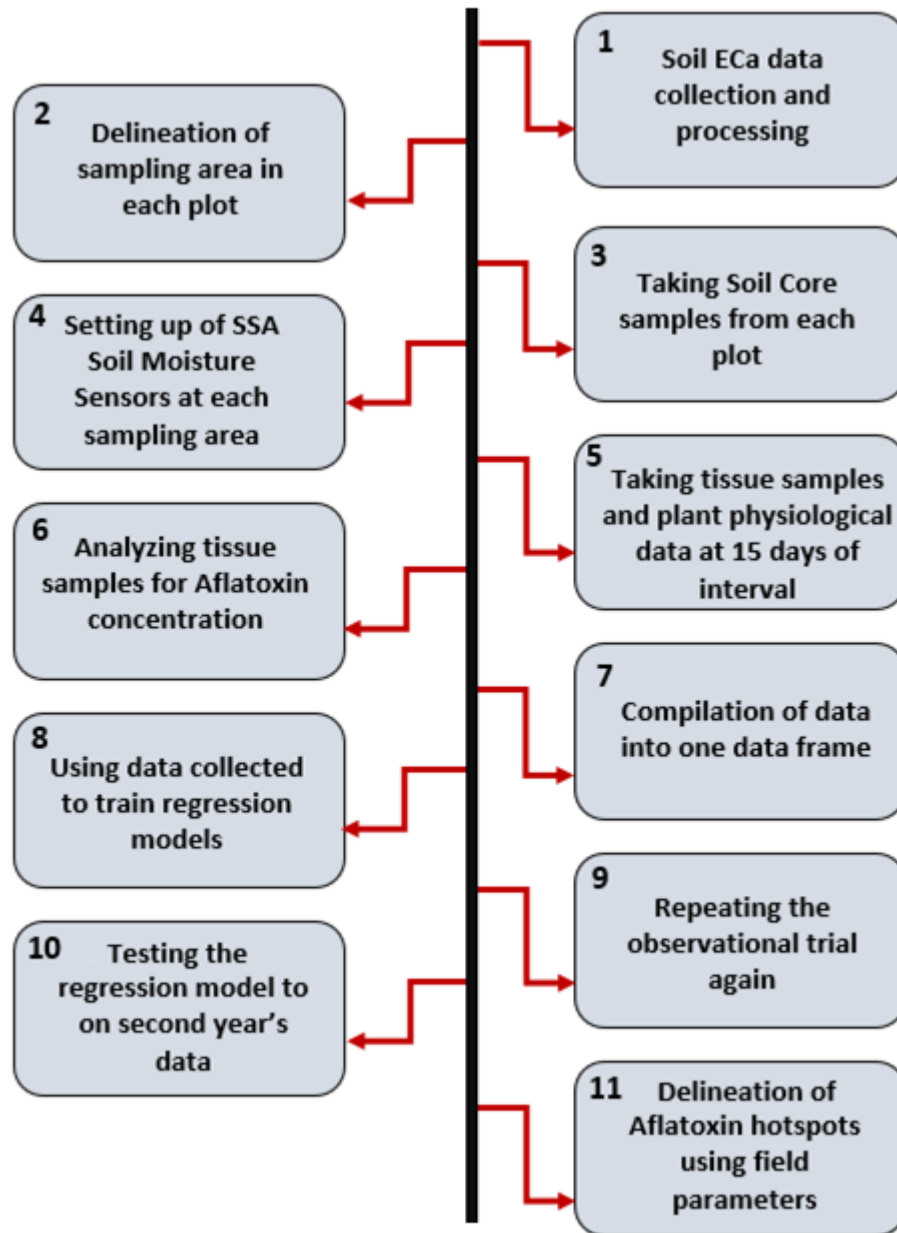 1
Soil ECa data
collection and
processing
2
Delineation of
sampling area in
each plot
3
Taking Soil Core
samples from each
plot
4
Setting up of SSA
Soil Moisture
Sensors at each
sampling area
5
Taking tissue samples
and plant physiological
data at 15 days of
interval
6
Analyzing tissue
samples for Aflatoxin
concentration
7
Compilation of data
into one data frame
8
Using data collected
to train regression
models
9
Repeating the
observational trial
again
10
Testing the
regression model to
on second year’s
data
11
Delineation of
Aflatoxin hotspots
using field
parameters